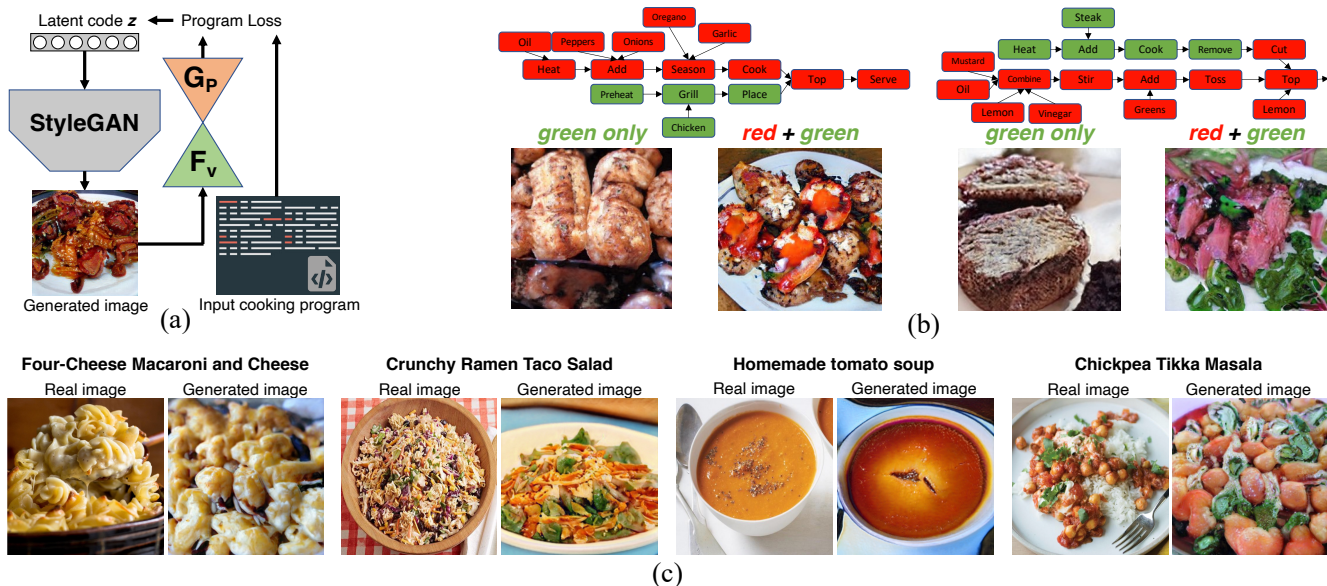 Latent code z
Program Loss
StyleGAN
GP
Fv
Generated image
Input cooking program
</>
(a)
Oregano
Oil
Peppers
Onions
Garlic
Heat
Add
Season
Cook
Top
Serve
Preheat
Grill
Place
Chicken
green only
red + green
Steak
Heat
Add
Cook
Remove
Cut
Mustard
Combine
Stir
Add
Toss
Top
Oil
Lemon
Vinegar
Greens
Lemon
green only
red + green
(b)
Four-Cheese Macaroni and Cheese
Real image
Generated image
Crunchy Ramen Taco Salad
Real image
Generated image
Homemade tomato soup
Real image
Generated image
Chickpea Tikka Masala
Real image
Generated image
(c)